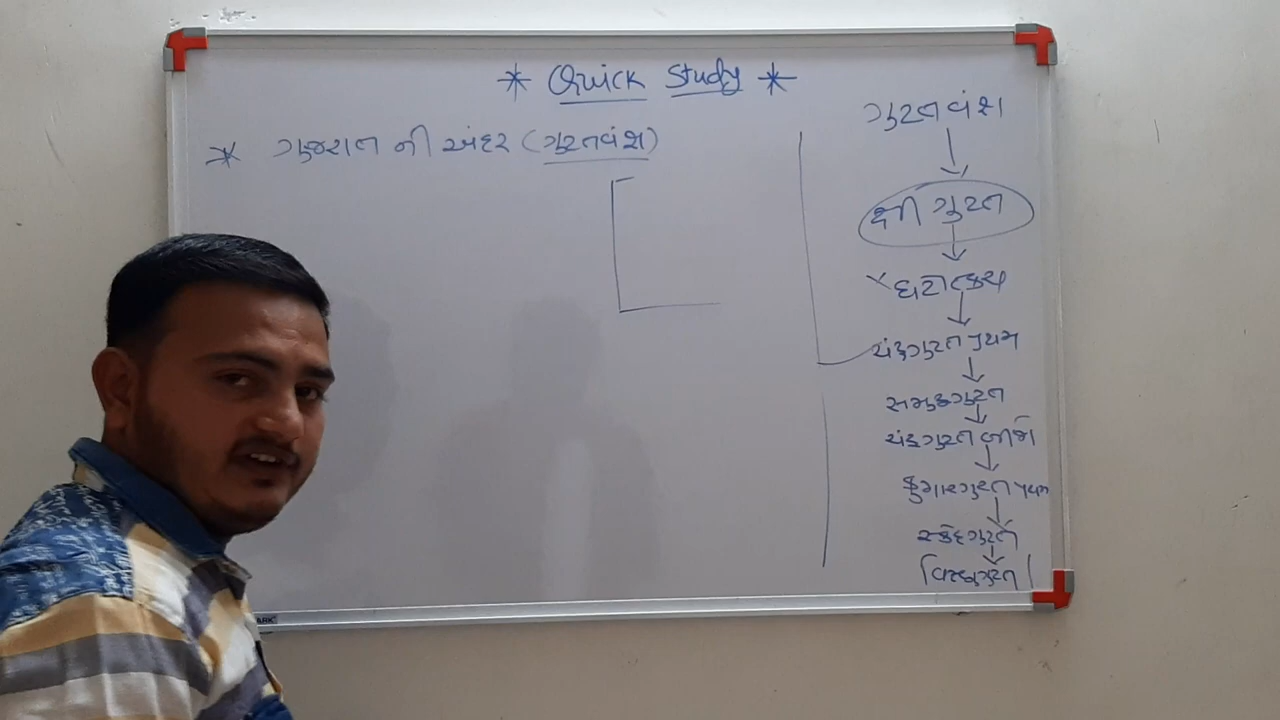 * Quick Study *
* ગુજરાત ની અંદર (ગુપ્તવંશ)
ગુપ્તવંશ
શ્રી ગુપ્ત
ઘટોત્કચ
ચંદ્રગુપ્ત પ્રથમ
સમુદ્રગુપ્ત
ચંદ્રગુપ્ત બીજો
કુમારગુપ્ત પ્રથમ
સ્કંદગુપ્ત
વિષ્ણુગુપ્ત